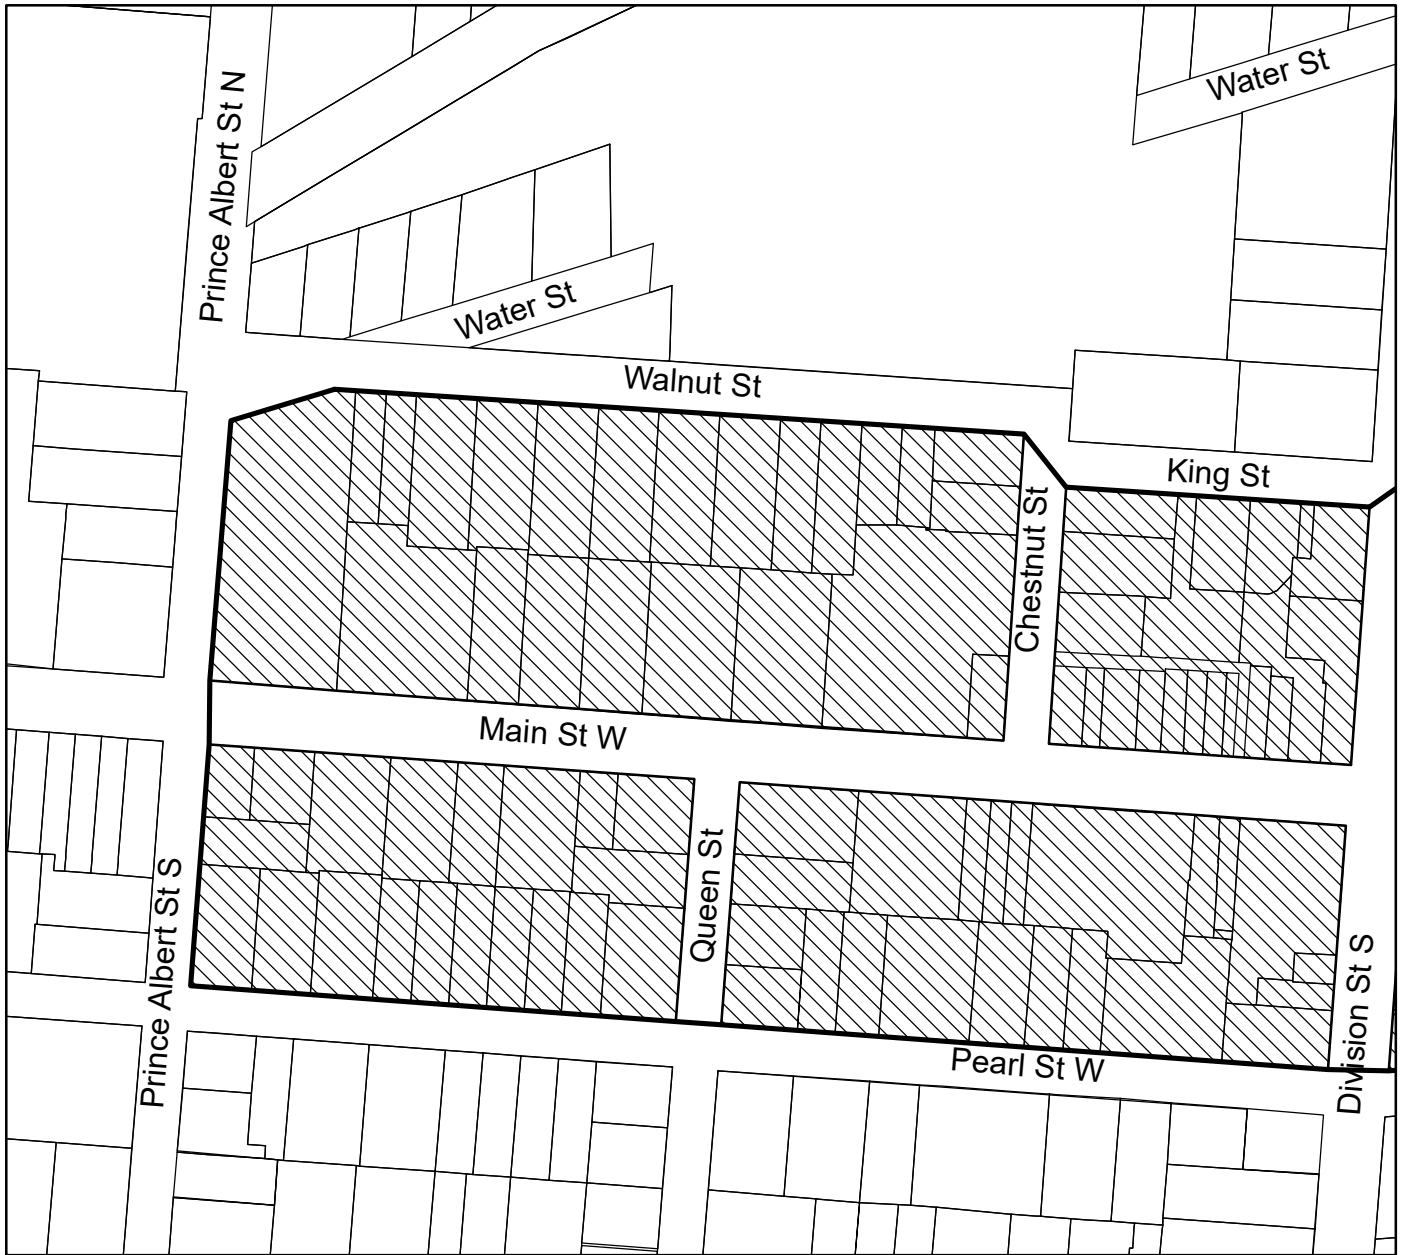 Water St
Prince Albert St N
Water St
Walnut St
King St
Chestnut St
Main St W
Queen St
Prince Albert St S
Division St S
Pearl St W